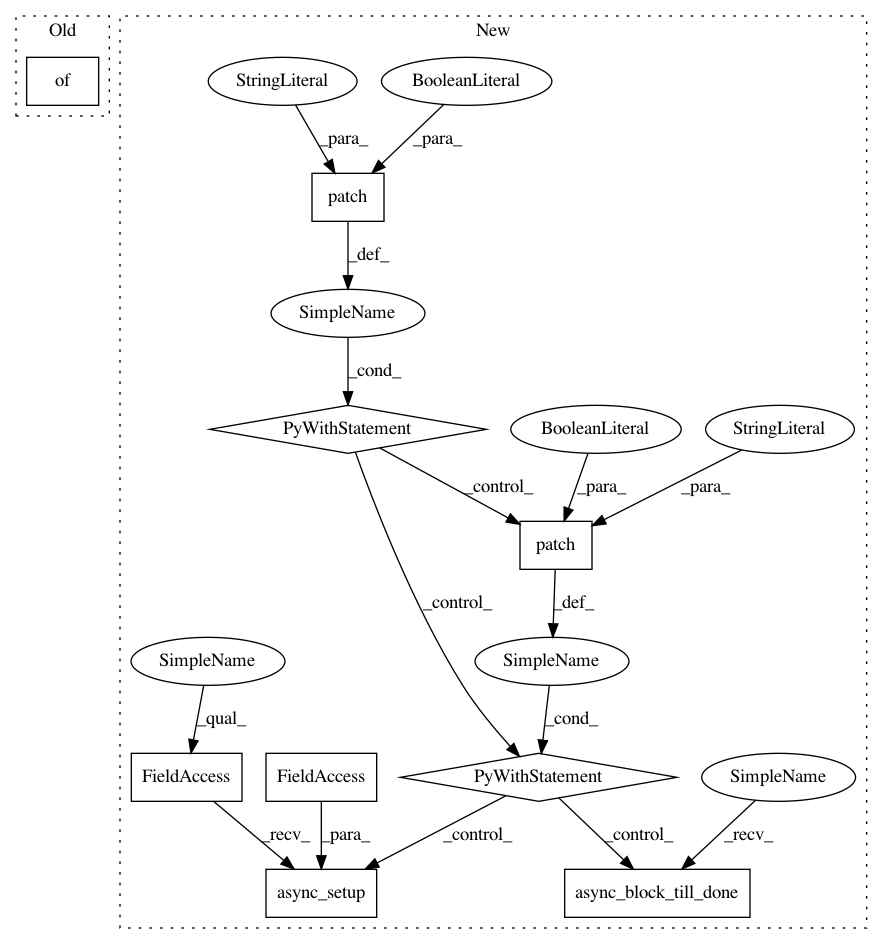 Old
New
of
StringLiteral
BooleanLiteral
_para_
_para_
patch
_def_
SimpleName
_cond_
PyWithStatement
BooleanLiteral
StringLiteral
_control_
_para_
_para_
patch
_control_
_def_
SimpleName
SimpleName
_qual_
_cond_
FieldAccess
FieldAccess
PyWithStatement
SimpleName
_recv_
_para_
_control_
_control_
_recv_
async_setup
async_block_till_done